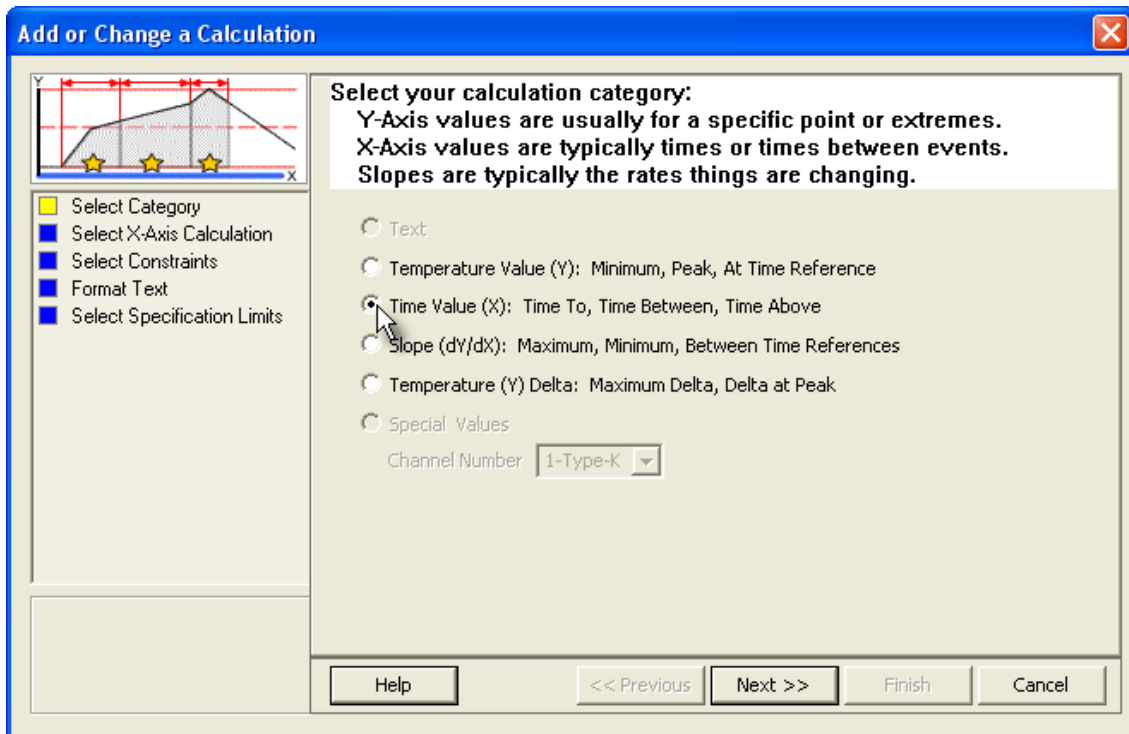 Add or Change a Calculation
Y
X
Select Category
Select X-Axis Calculation
Select Constraints
Format Text
Select Specification Limits
Select your calculation category:
Y-Axis values are usually for a specific point or extremes.
X-Axis values are typically times or times between events.
Slopes are typically the rates things are changing.
Text
Temperature Value (Y): Minimum, Peak, At Time Reference
Time Value (X): Time To, Time Between, Time Above
Slope (dY/dX): Maximum, Minimum, Between Time References
Temperature (Y) Delta: Maximum Delta, Delta at Peak
Special Values
Channel Number 1-Type-K
Help << Previous Next >> Finish Cancel